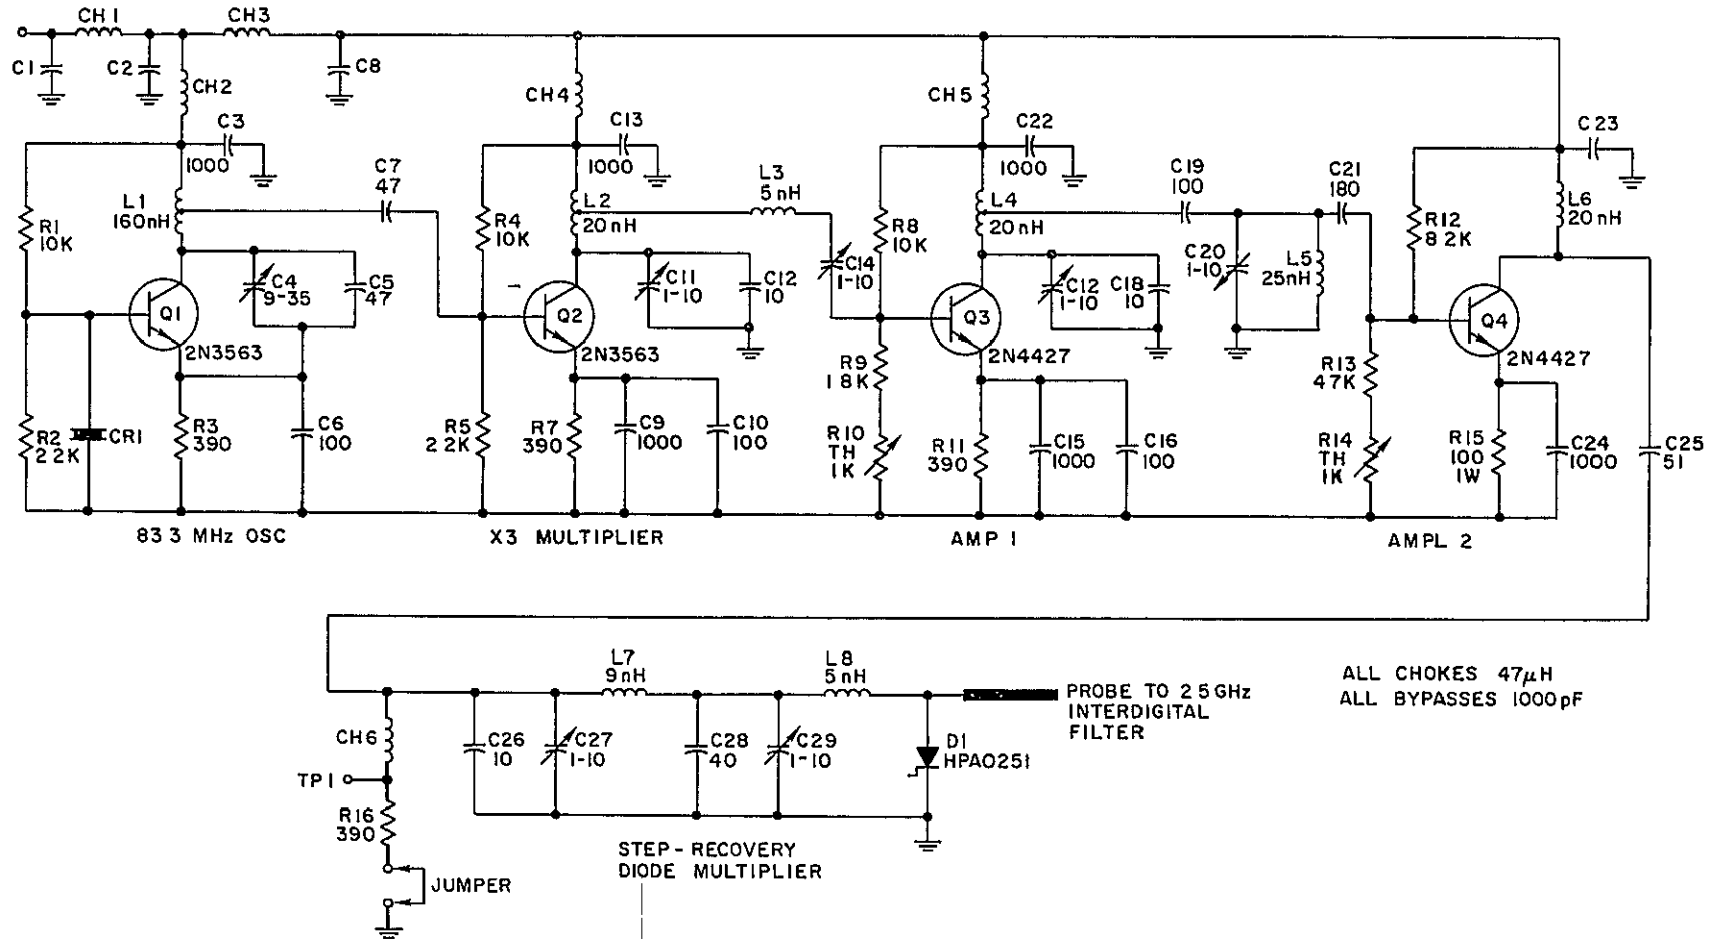 CH1
CH3
C1
C2
CH2
C8
CH4
CH5
C3
1000
C13
1000
C22
1000
C23
C7
47
L3
5nH
C19
100
C21
180
L1
160nH
L2
20nH
L4
20nH
L6
20nH
R1
10K
R4
10K
R8
10K
R12
8 2K
C4
9-35
C5
47
C11
1-10
C12
10
C14
1-10
C12
1-10
C18
10
C20
1-10
L5
25nH
Q1
2N3563
Q2
2N3563
Q3
2N4427
Q4
2N4427
R2
2 2K
CR1
R3
390
C6
100
R5
2 2K
R7
390
C9
1000
C10
100
R9
1 8K
R10
TH
1K
R11
390
C15
1000
C16
100
R13
47K
R14
TH
1K
R15
100
1W
C24
1000
C25
51
83 3 MHz OSC
X3 MULTIPLIER
AMP 1
AMPL 2
L7
9nH
L8
5nH
PROBE TO 2 5GHz
INTERDIGITAL
FILTER
ALL CHOKES 47µH
ALL BYPASSES 1000pF
CH6
C26
10
C27
1-10
C28
40
C29
1-10
D1
HPA0251
TP1
R16
390
JUMPER
STEP-RECOVERY
DIODE MULTIPLIER